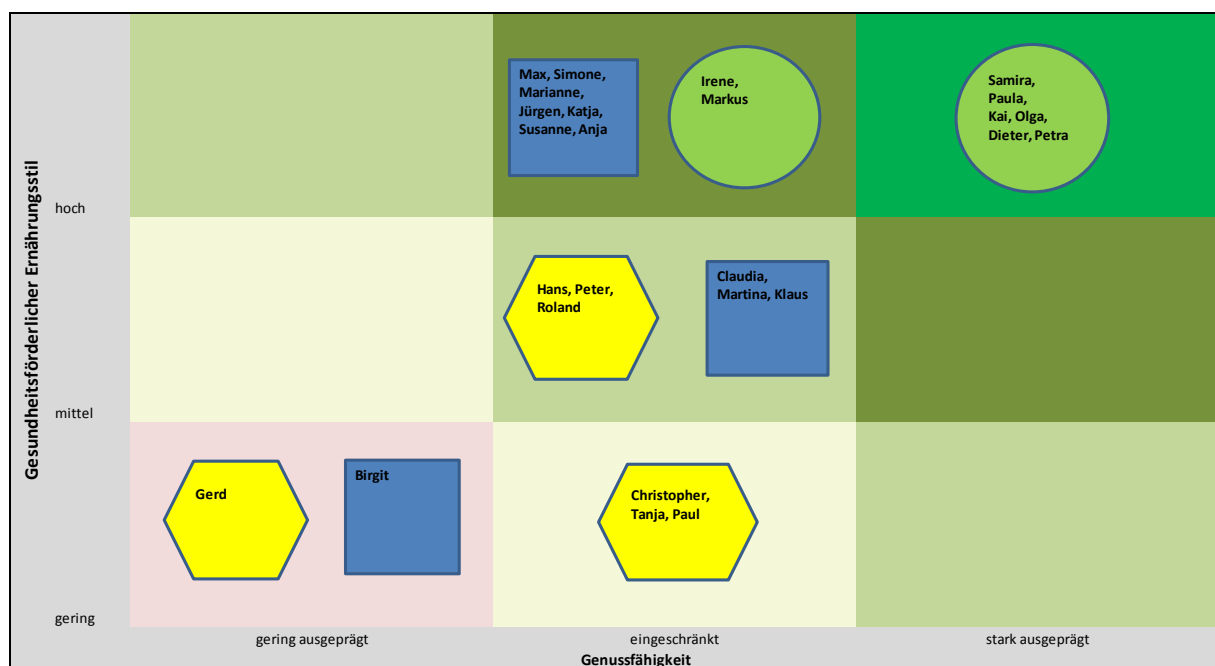 Gesundheitsförderlicher Ernährungsstil
hoch
mittel
gering
Max, Simone,
Marianne,
Jürgen, Katja,
Susanne, Anja
Irene,
Markus
Samira,
Paula,
Kai, Olga,
Dieter, Petra
Hans, Peter,
Roland
Claudia,
Martina, Klaus
Gerd
Birgit
Christopher,
Tanja, Paul
gering ausgeprägt
eingeschränkt
stark ausgeprägt
Genussfähigkeit